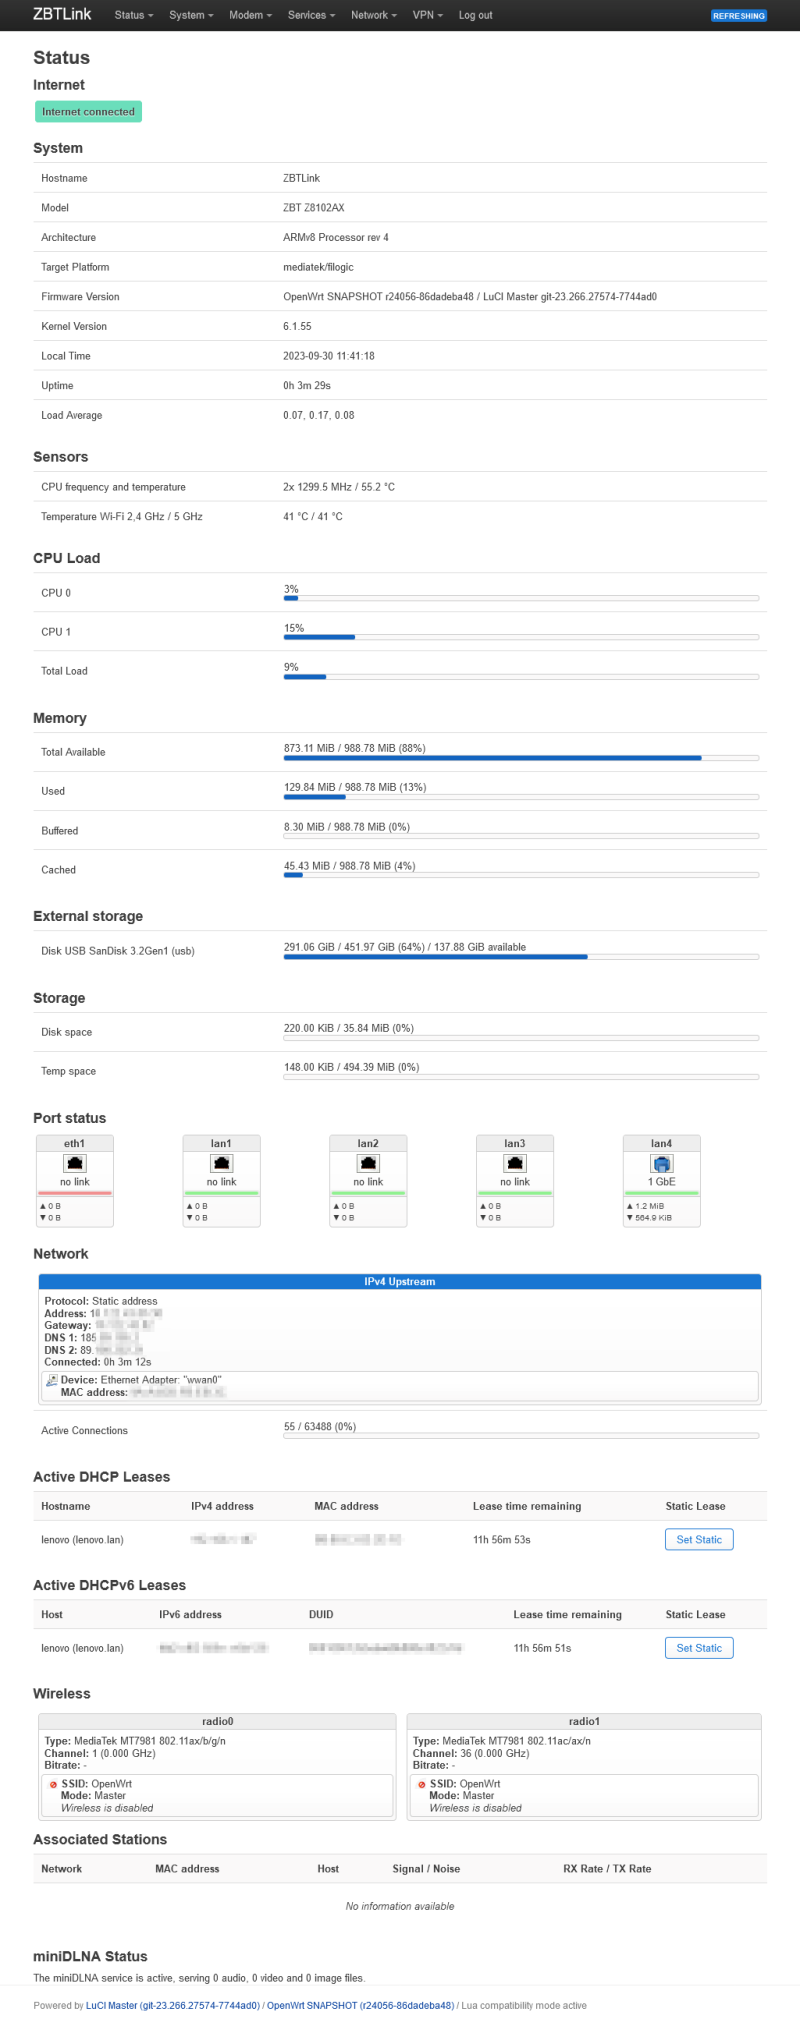 ZBTLink Status System Modem Services Network VPN Log out REFRESHING
Status
Internet
Internet connected
System
Hostname ZBTLink
Model ZBT Z8102AX
Architecture ARMv8 Processor rev 4
Target Platform mediatek/filogic
Firmware Version OpenWrt SNAPSHOT r24056-86dadeba48 / LuCI Master git-23.266.27574-7744ad0
Kernel Version 6.1.55
Local Time 2023-09-30 11:41:18
Uptime 0h 3m 29s
Load Average 0.07, 0.17, 0.08
Sensors
CPU frequency and temperature 2x 1299.5 MHz / 55.2 °C
Temperature Wi-Fi 2,4 GHz / 5 GHz 41 °C / 41 °C
CPU Load
CPU 0 3%
CPU 1 15%
Total Load 9%
Memory
Total Available 873.11 MiB / 988.78 MiB (88%)
Used 129.84 MiB / 988.78 MiB (13%)
Buffered 8.30 MiB / 988.78 MiB (0%)
Cached 45.43 MiB / 988.78 MiB (4%)
External storage
Disk USB SanDisk 3.2Gen1 (usb) 291.06 GiB / 451.97 GiB (64%) / 137.88 GiB available
Storage
Disk space 220.00 KiB / 35.84 MiB (0%)
Temp space 148.00 KiB / 494.39 MiB (0%)
Port status
eth1 lan1 lan2 lan3 lan4
no link no link no link no link 1 GbE
▲ 0 B ▲ 0 B ▲ 0 B ▲ 0 B ▲ 1.2 MiB
▼ 0 B ▼ 0 B ▼ 0 B ▼ 0 B ▼ 564.9 KiB
Network
IPv4 Upstream
Protocol: Static address
Address: 1
Gateway:
DNS 1: 185
DNS 2: 89.
Connected: 0h 3m 12s
Device: Ethernet Adapter: "wwan0"
MAC address:
Active Connections 55 / 63488 (0%)
Active DHCP Leases
Hostname IPv4 address MAC address Lease time remaining Static Lease
lenovo (lenovo.lan) 11h 56m 53s Set Static
Active DHCPv6 Leases
Host IPv6 address DUID Lease time remaining Static Lease
lenovo (lenovo.lan) 11h 56m 51s Set Static
Wireless
radio0 radio1
Type: MediaTek MT7981 802.11ax/b/g/n Type: MediaTek MT7981 802.11ac/ax/n
Channel: 1 (0.000 GHz) Channel: 36 (0.000 GHz)
Bitrate: - Bitrate: -
SSID: OpenWrt SSID: OpenWrt
Mode: Master Mode: Master
Wireless is disabled Wireless is disabled
Associated Stations
Network MAC address Host Signal / Noise RX Rate / TX Rate
No information available
miniDLNA Status
The miniDLNA service is active, serving 0 audio, 0 video and 0 image files.
Powered by LuCI Master (git-23.266.27574-7744ad0) / OpenWrt SNAPSHOT (r24056-86dadeba48) / Lua compatibility mode active